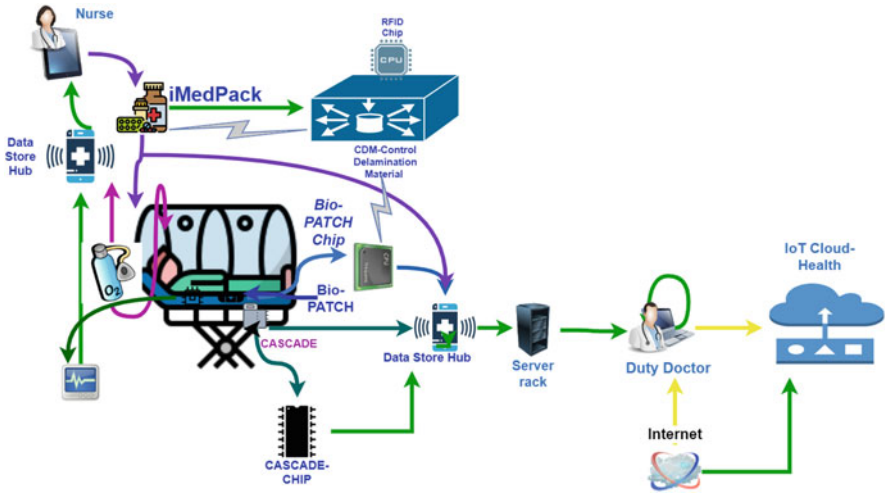 Nurse
RFID
Chip
CPU
iMedPack
CDM-Control
Delamination
Material
Data
Store
Hub
Bio-
PATCH
Chip
CPU
O2
Bio-
PATCH
CASCADE
Data Store Hub
CASCADE-
CHIP
Server
rack
Duty Doctor
IoT Cloud-
Health
Internet